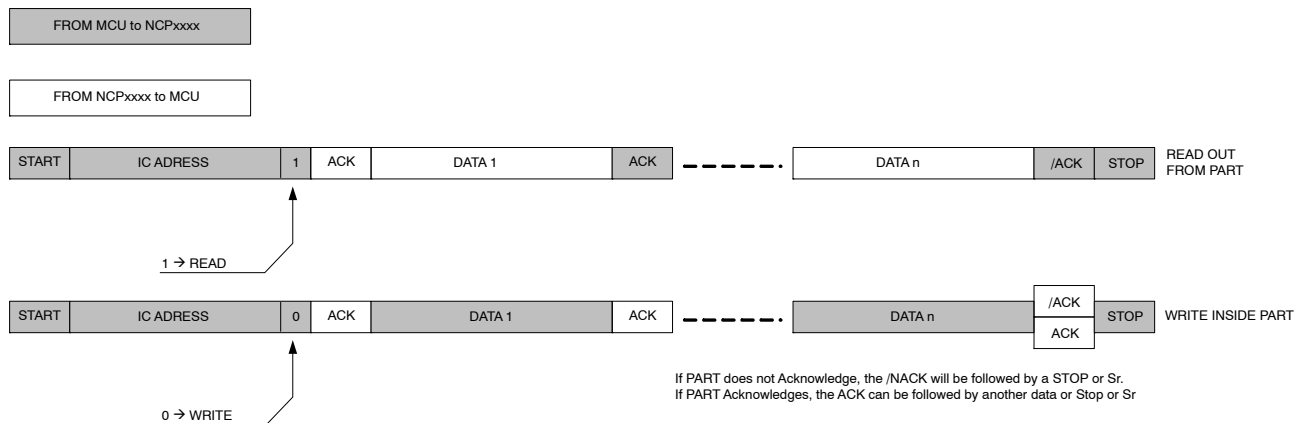 FROM MCU to NCPxxxx
FROM NCPxxxx to MCU
START IC ADRESS 1 ACK DATA 1 ACK DATA n /ACK STOP READ OUT
FROM PART
1 → READ
START IC ADRESS 0 ACK DATA 1 ACK DATA n /ACK STOP WRITE INSIDE PART
ACK
If PART does not Acknowledge, the /NACK will be followed by a STOP or Sr.
If PART Acknowledges, the ACK can be followed by another data or Stop or Sr
0 → WRITE